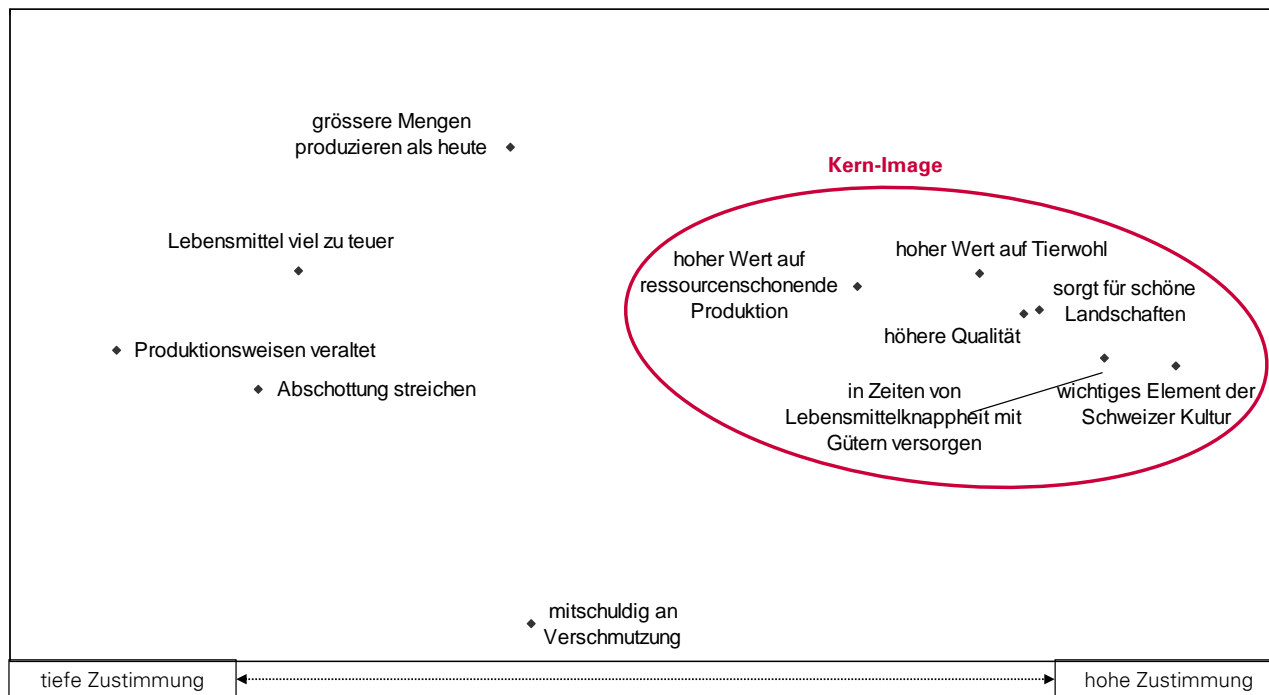 grössere Mengen
produzieren als heute
Kern-Image
Lebensmittel viel zu teuer
hoher Wert auf
ressourcenschonende
Produktion
hoher Wert auf Tierwohl
sorgt für schöne
Landschaften
höhere Qualität
Produktionsweisen veraltet
Abschottung streichen
in Zeiten von
Lebensmittelknappheit mit
Gütern versorgen
wichtiges Element der
Schweizer Kultur
mitschuldig an
Verschmutzung
tiefe Zustimmung
hohe Zustimmung